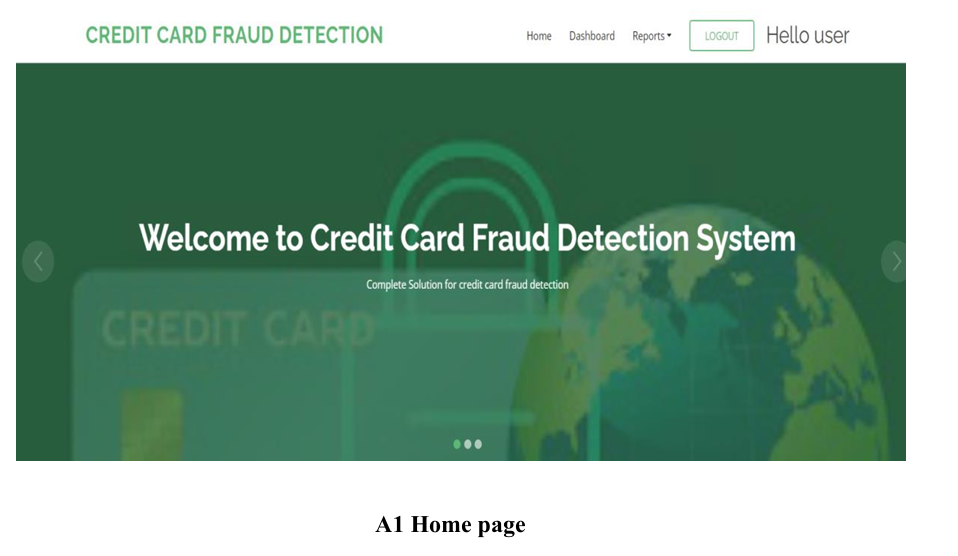 CREDIT CARD FRAUD DETECTION
Home Dashboard Reports LOGOUT Hello user
Welcome to Credit Card Fraud Detection System
Complete Solution for credit card fraud detection
CREDIT CARD
A1 Home page